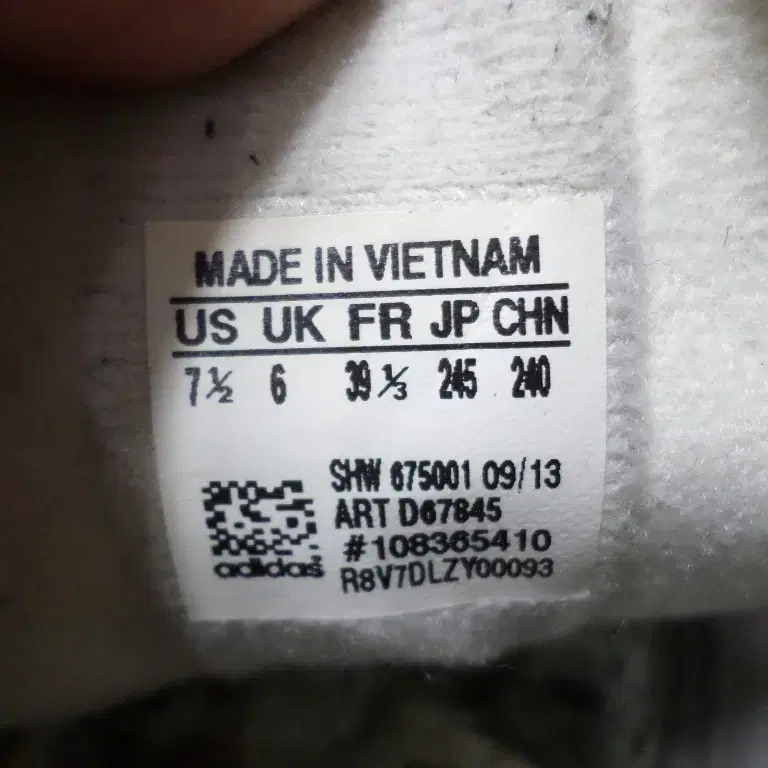 MADE IN VIETNAM
US UK FR JP CHN
7½ 6 39⅓ 245 240
SHW 675001 09/13
ART D67845
#108365410
adidas R8V7DLZY00093